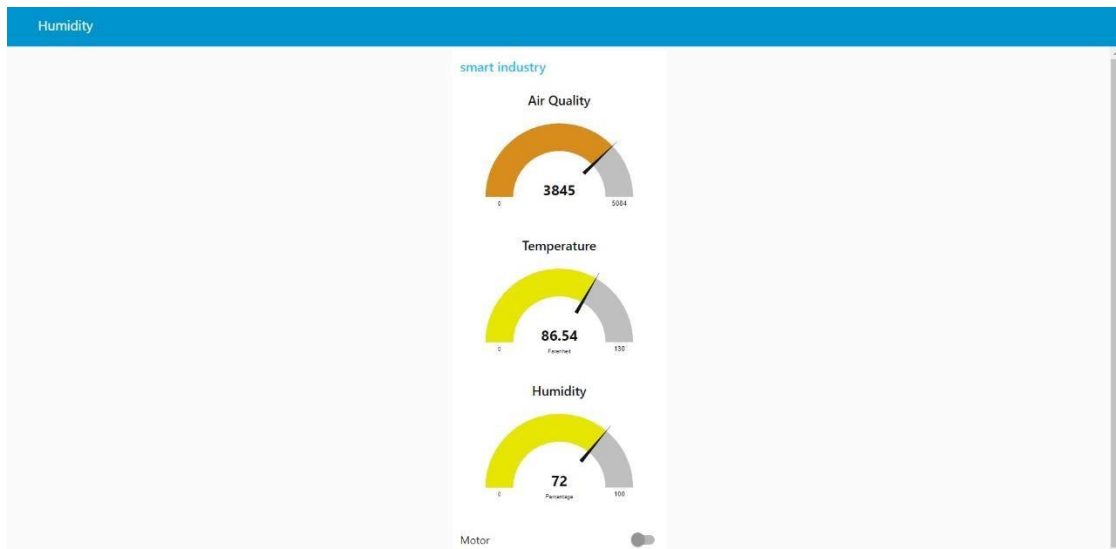 Humidity
smart industry
Air Quality
3845
0 5084
Temperature
86.54
Farenheit
0 130
Humidity
72
Percentage
0 100
Motor